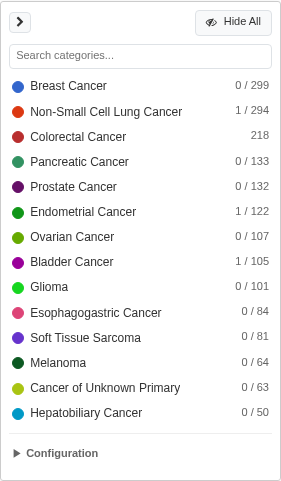 Hide All
Search categories...
Breast Cancer 0 / 299
Non-Small Cell Lung Cancer 1 / 294
Colorectal Cancer 218
Pancreatic Cancer 0 / 133
Prostate Cancer 0 / 132
Endometrial Cancer 1 / 122
Ovarian Cancer 0 / 107
Bladder Cancer 1 / 105
Glioma 0 / 101
Esophagogastric Cancer 0 / 84
Soft Tissue Sarcoma 0 / 81
Melanoma 0 / 64
Cancer of Unknown Primary 0 / 63
Hepatobiliary Cancer 0 / 50
Configuration